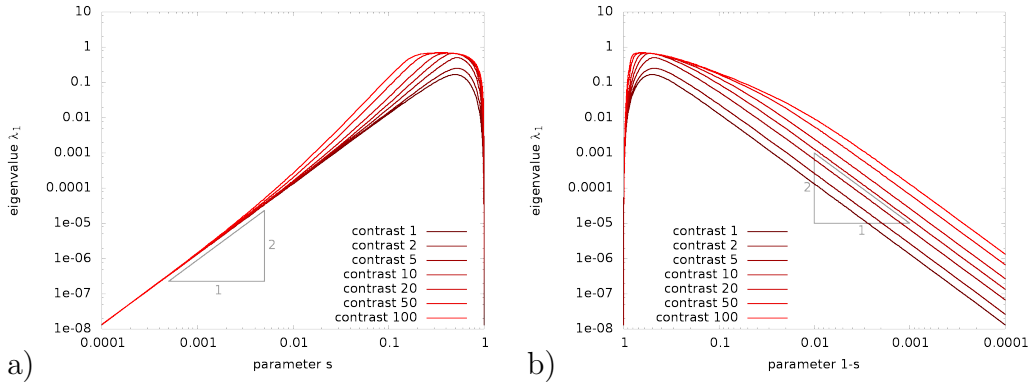 10
1
0.1
0.01
0.001
0.0001
1e-05
1e-06
1e-07
1e-08
eigenvalue λ₁
0.0001 0.001 0.01 0.1 1
parameter s
1
2
contrast 1
contrast 2
contrast 5
contrast 10
contrast 20
contrast 50
contrast 100
a)
10
1
0.1
0.01
0.001
0.0001
1e-05
1e-06
1e-07
1e-08
eigenvalue λ₁
1 0.1 0.01 0.001 0.0001
parameter 1-s
2
1
contrast 1
contrast 2
contrast 5
contrast 10
contrast 20
contrast 50
contrast 100
b)